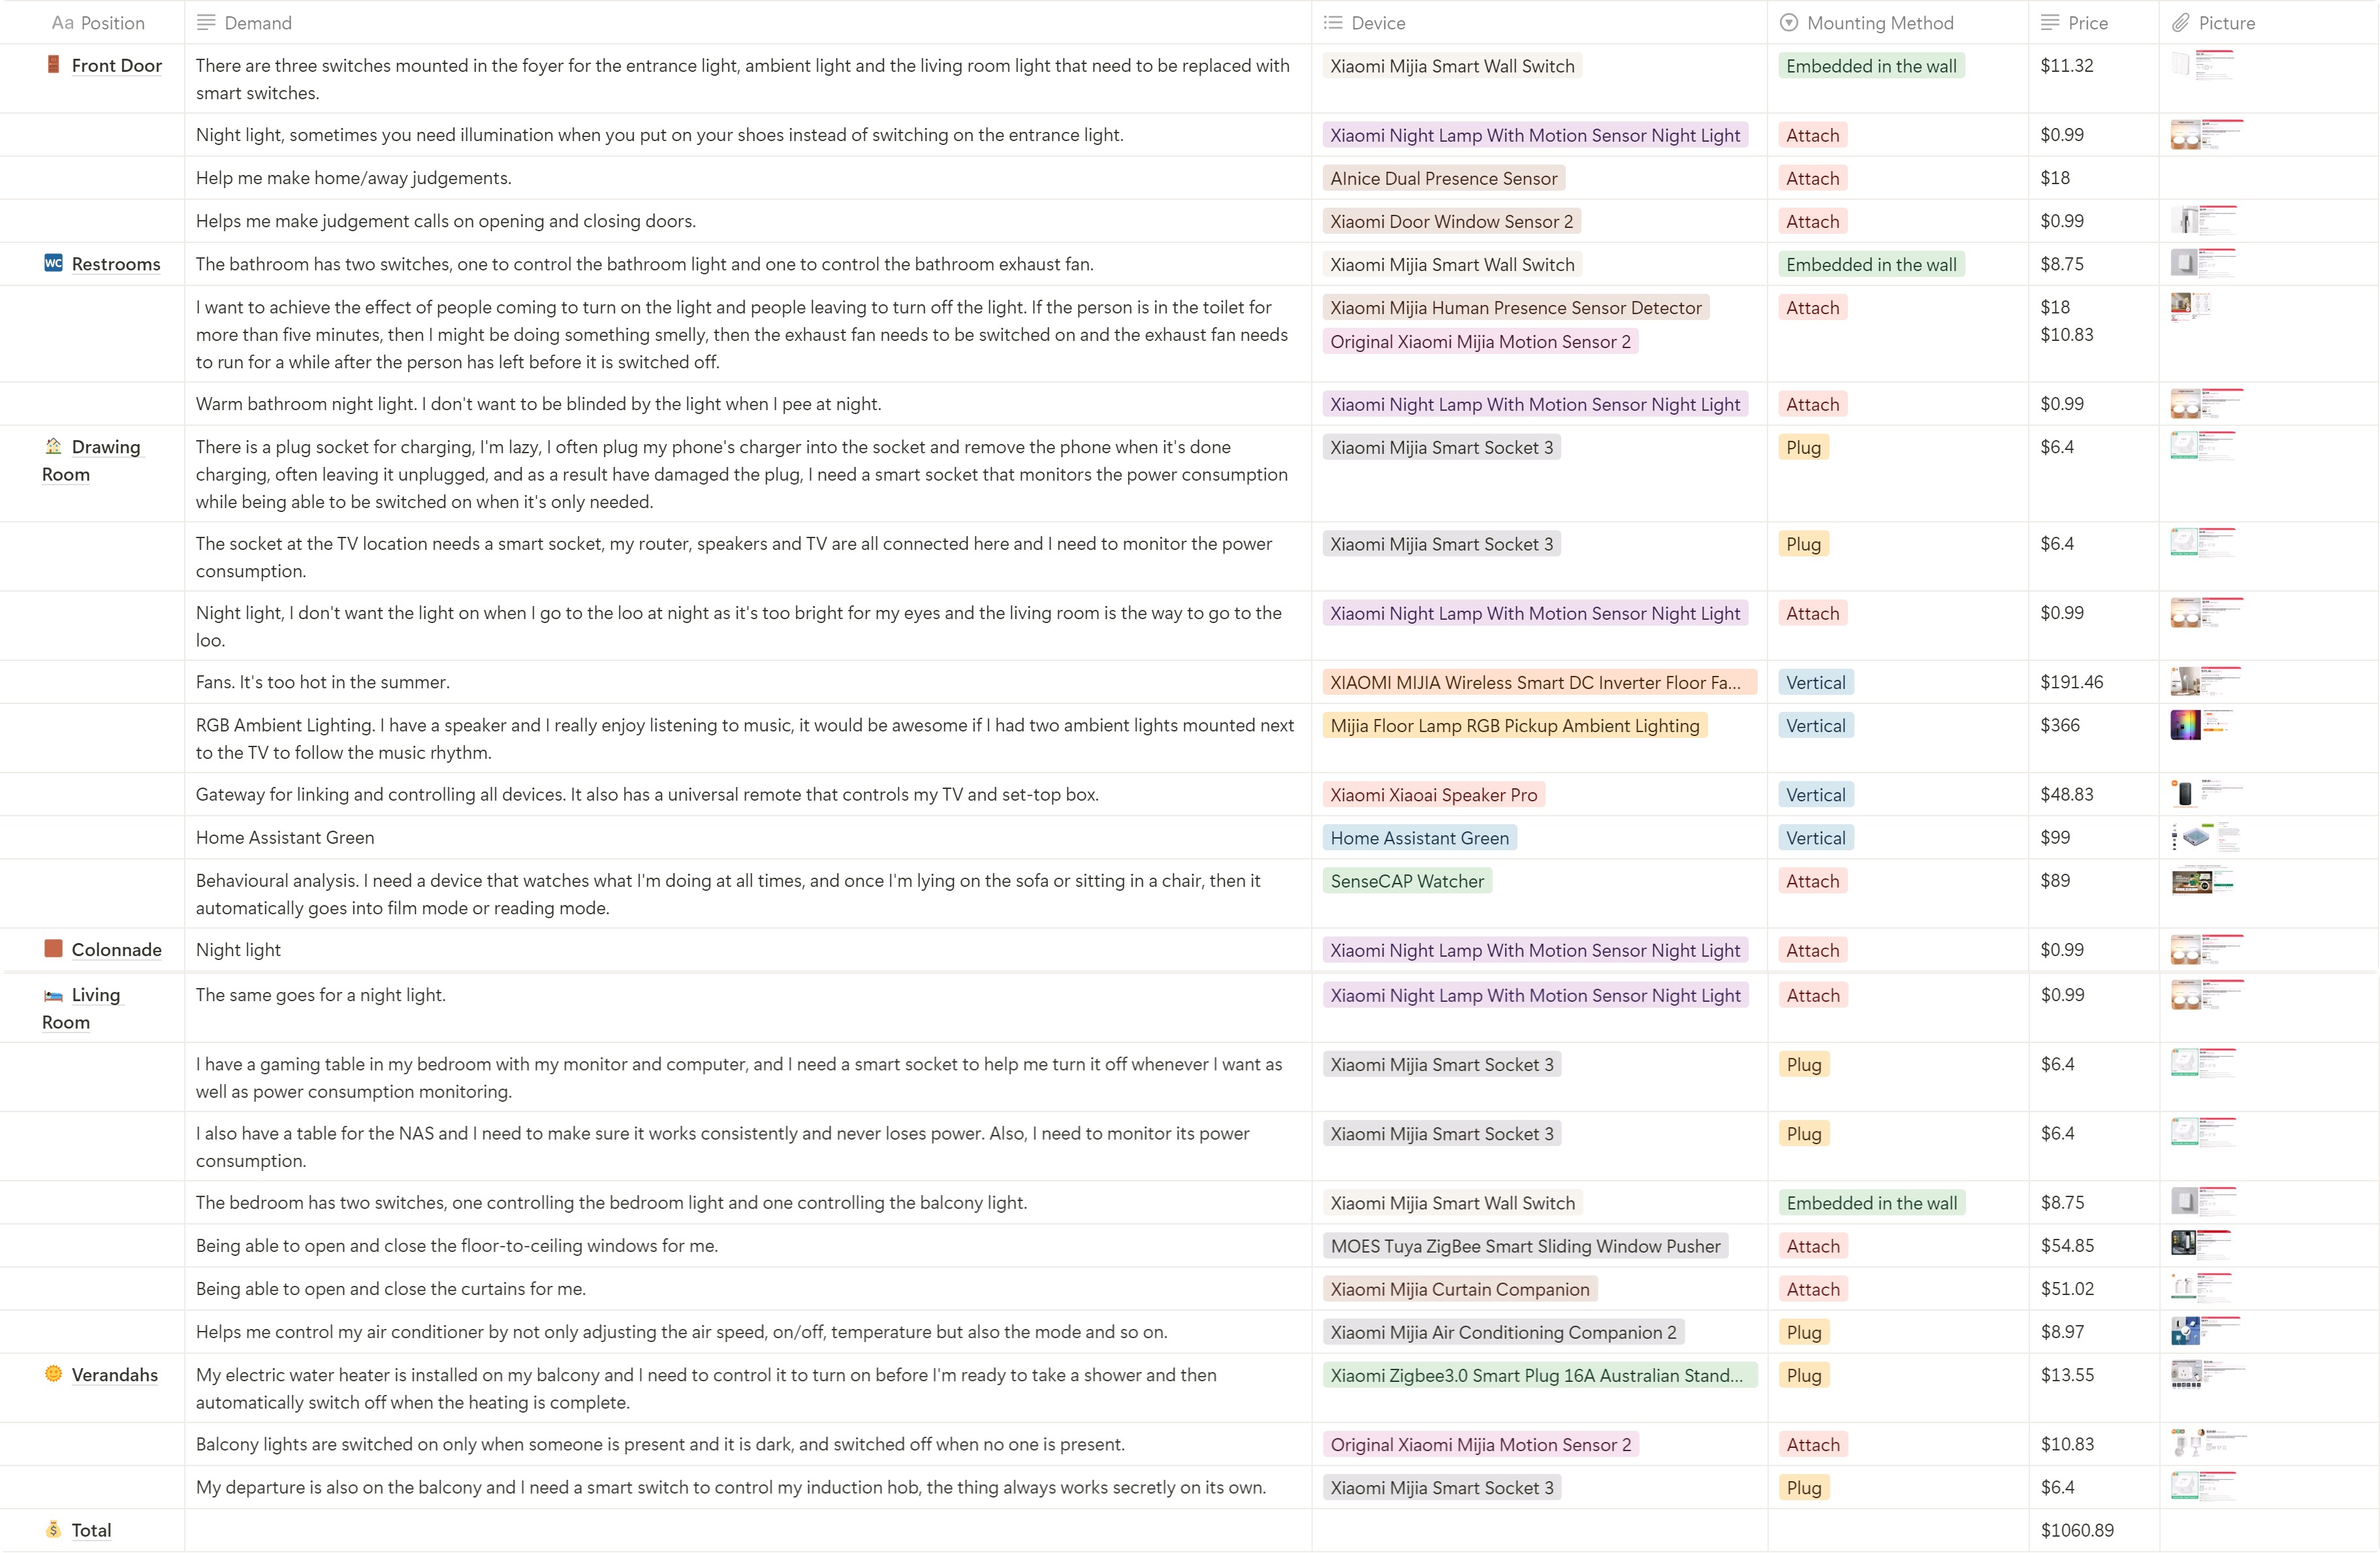 Aa Position Demand Device Mounting Method Price Picture
Front Door There are three switches mounted in the foyer for the entrance light, ambient light and the living room light that need to be replaced with Xiaomi Mijia Smart Wall Switch Embedded in the wall $11.32
smart switches.
Night light, sometimes you need illumination when you put on your shoes instead of switching on the entrance light. Xiaomi Night Lamp With Motion Sensor Night Light Attach $0.99
Help me make home/away judgements. Alnice Dual Presence Sensor Attach $18
Helps me make judgement calls on opening and closing doors. Xiaomi Door Window Sensor 2 Attach $0.99
WC Restrooms The bathroom has two switches, one to control the bathroom light and one to control the bathroom exhaust fan. Xiaomi Mijia Smart Wall Switch Embedded in the wall $8.75
I want to achieve the effect of people coming to turn on the light and people leaving to turn off the light. If the person is in the toilet for Xiaomi Mijia Human Presence Sensor Detector Attach $18
more than five minutes, then I might be doing something smelly, then the exhaust fan needs to be switched on and the exhaust fan needs Original Xiaomi Mijia Motion Sensor 2 $10.83
to run for a while after the person has left before it is switched off.
Warm bathroom night light. I don't want to be blinded by the light when I pee at night. Xiaomi Night Lamp With Motion Sensor Night Light Attach $0.99
Drawing There is a plug socket for charging, I'm lazy, I often plug my phone's charger into the socket and remove the phone when it's done Xiaomi Mijia Smart Socket 3 Plug $6.4
Room charging, often leaving it unplugged, and as a result have damaged the plug, I need a smart socket that monitors the power consumption
while being able to be switched on when it's only needed.
The socket at the TV location needs a smart socket, my router, speakers and TV are all connected here and I need to monitor the power Xiaomi Mijia Smart Socket 3 Plug $6.4
consumption.
Night light, I don't want the light on when I go to the loo at night as it's too bright for my eyes and the living room is the way to go to the Xiaomi Night Lamp With Motion Sensor Night Light Attach $0.99
loo.
Fans. It's too hot in the summer. XIAOMI MIJIA Wireless Smart DC Inverter Floor Fa... Vertical $191.46
RGB Ambient Lighting. I have a speaker and I really enjoy listening to music, it would be awesome if I had two ambient lights mounted next Mijia Floor Lamp RGB Pickup Ambient Lighting Vertical $366
to the TV to follow the music rhythm.
Gateway for linking and controlling all devices. It also has a universal remote that controls my TV and set-top box. Xiaomi Xiaoai Speaker Pro Vertical $48.83
Home Assistant Green Home Assistant Green Vertical $99
Behavioural analysis. I need a device that watches what I'm doing at all times, and once I'm lying on the sofa or sitting in a chair, then it SenseCAP Watcher Attach $89
automatically goes into film mode or reading mode.
Colonnade Night light Xiaomi Night Lamp With Motion Sensor Night Light Attach $0.99
Living The same goes for a night light. Xiaomi Night Lamp With Motion Sensor Night Light Attach $0.99
Room
I have a gaming table in my bedroom with my monitor and computer, and I need a smart socket to help me turn it off whenever I want as Xiaomi Mijia Smart Socket 3 Plug $6.4
well as power consumption monitoring.
I also have a table for the NAS and I need to make sure it works consistently and never loses power. Also, I need to monitor its power Xiaomi Mijia Smart Socket 3 Plug $6.4
consumption.
The bedroom has two switches, one controlling the bedroom light and one controlling the balcony light. Xiaomi Mijia Smart Wall Switch Embedded in the wall $8.75
Being able to open and close the floor-to-ceiling windows for me. MOES Tuya ZigBee Smart Sliding Window Pusher Attach $54.85
Being able to open and close the curtains for me. Xiaomi Mijia Curtain Companion Attach $51.02
Helps me control my air conditioner by not only adjusting the air speed, on/off, temperature but also the mode and so on. Xiaomi Mijia Air Conditioning Companion 2 Plug $8.97
Verandahs My electric water heater is installed on my balcony and I need to control it to turn on before I'm ready to take a shower and then Xiaomi Zigbee3.0 Smart Plug 16A Australian Stand... Plug $13.55
automatically switch off when the heating is complete.
Balcony lights are switched on only when someone is present and it is dark, and switched off when no one is present. Original Xiaomi Mijia Motion Sensor 2 Attach $10.83
My departure is also on the balcony and I need a smart switch to control my induction hob, the thing always works secretly on its own. Xiaomi Mijia Smart Socket 3 Plug $6.4
Total $1060.89